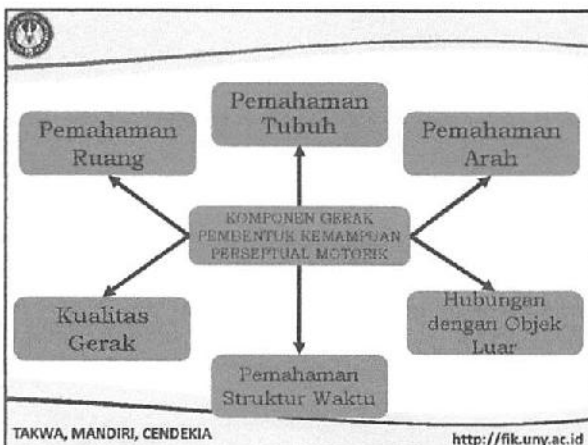 Pemahaman
Tubuh
Pemahaman
Ruang
Pemahaman
Arah
KOMPONEN GERAK
PEMBENTUK KEMAMPUAN
PERSEPTUAL MOTORIK
Kualitas
Gerak
Hubungan
dengan Objek
Luar
Pemahaman
Struktur Waktu
TAKWA, MANDIRI, CENDEKIA
http://fik.uny.ac.id